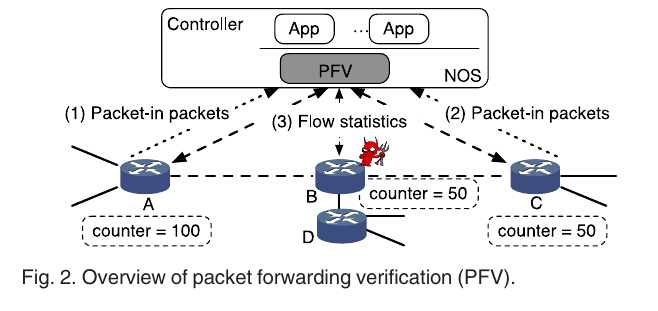 Controller
App ... App
PFV
NOS
(1) Packet-in packets
(3) Flow statistics
(2) Packet-in packets
A
B
C
D
counter = 100
counter = 50
counter = 50
Fig. 2. Overview of packet forwarding verification (PFV).